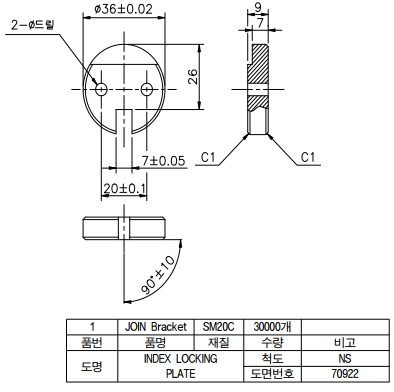 ⌀36±0.02
9
7
2-⌀드릴
26
7±0.05
C1
C1
20±0.1
90°±10
1 JOIN Bracket SM20C 30000개
품번 품명 재질 수량 비고
도명 INDEX LOCKING PLATE 척도 NS
도면번호 70922